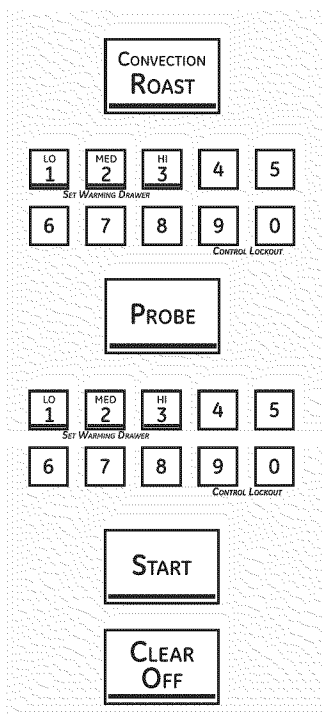 CONVECTION
ROAST
LO MED HI
1 2 3 4 5
SET WARMING DRAWER
6 7 8 9 0
CONTROL LOCKOUT
PROBE
LO MED HI
1 2 3 4 5
SET WARMING DRAWER
6 7 8 9 0
CONTROL LOCKOUT
START
CLEAR
OFF